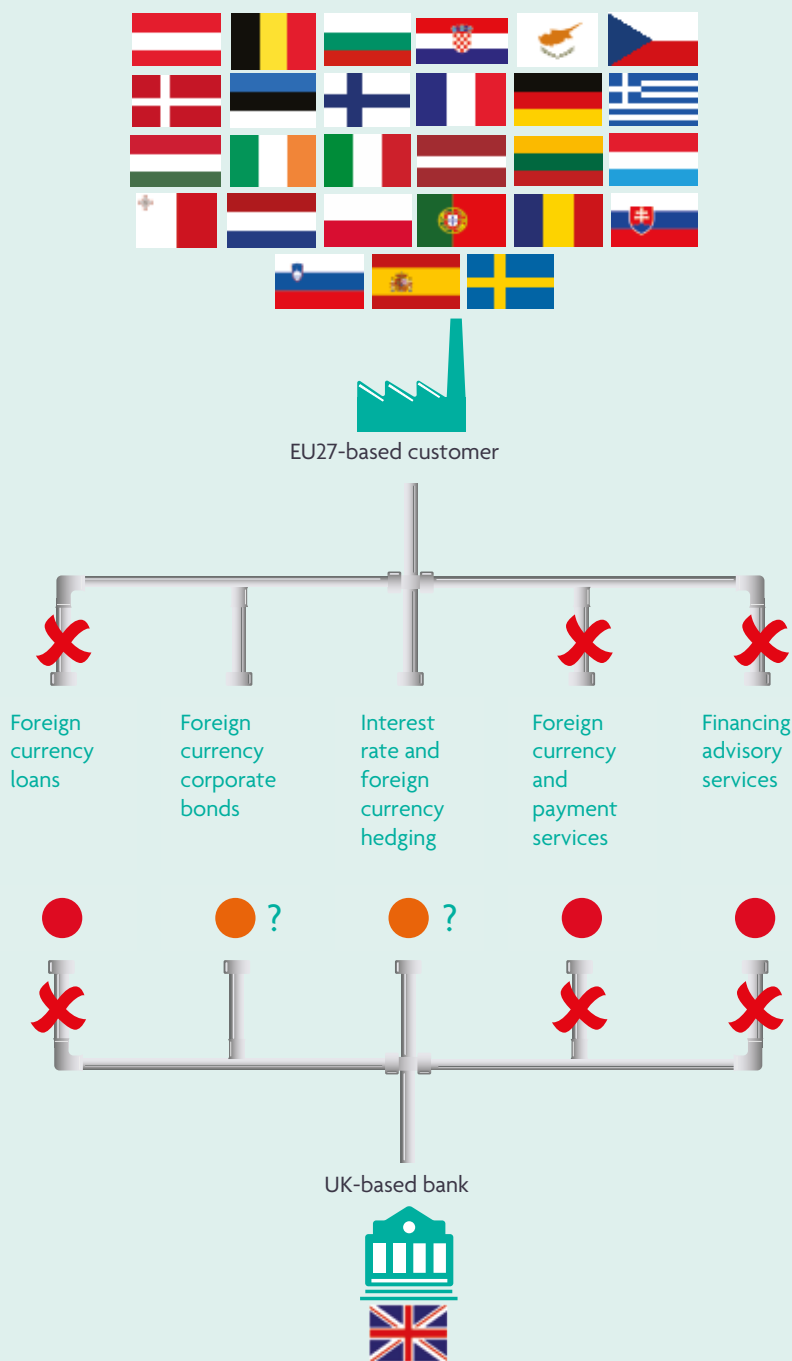 EU27-based customer
Foreign
currency
loans
Foreign
currency
corporate
bonds
Interest
rate and
foreign
currency
hedging
Foreign
currency
and
payment
services
Financing
advisory
services
?
?
UK-based bank